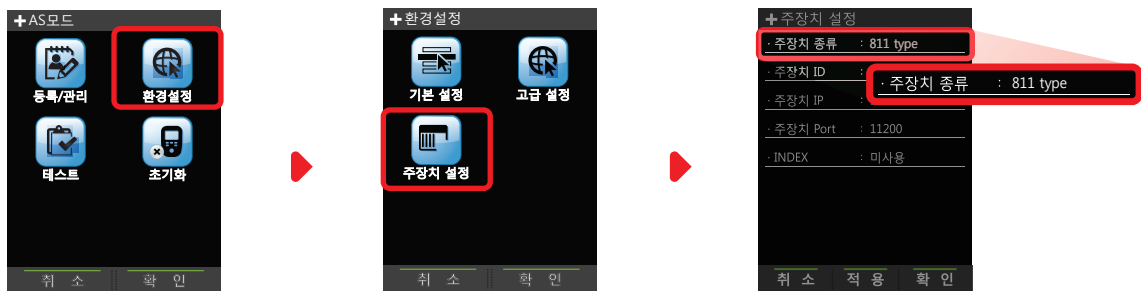 +AS모드
등록/관리 환경설정
테스트 초기화
취 소 확 인
+환경설정
기본 설정 고급 설정
주장치 설정
취 소 확 인
+주장치 설정
· 주장치 종류 : 811 type
· 주장치 ID :
· 주장치 종류 : 811 type
· 주장치 IP :
· 주장치 Port : 11200
· INDEX : 미사용
취 소 적 용 확 인